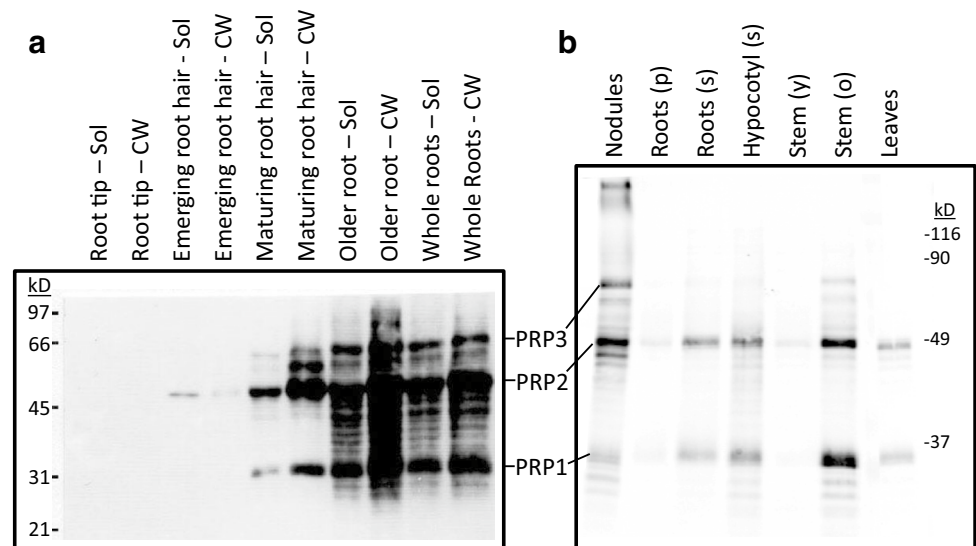 a
Root tip – Sol
Root tip – CW
Emerging root hair - Sol
Emerging root hair - CW
Maturing root hair – Sol
Maturing root hair – CW
Older root – Sol
Older root – CW
Whole roots – Sol
Whole Roots - CW
kD
97-
66-
45-
31-
21-
PRP3
PRP2
PRP1
b
Nodules
Roots (p)
Roots (s)
Hypocotyl (s)
Stem (y)
Stem (o)
Leaves
kD
-116
-90
-49
-37